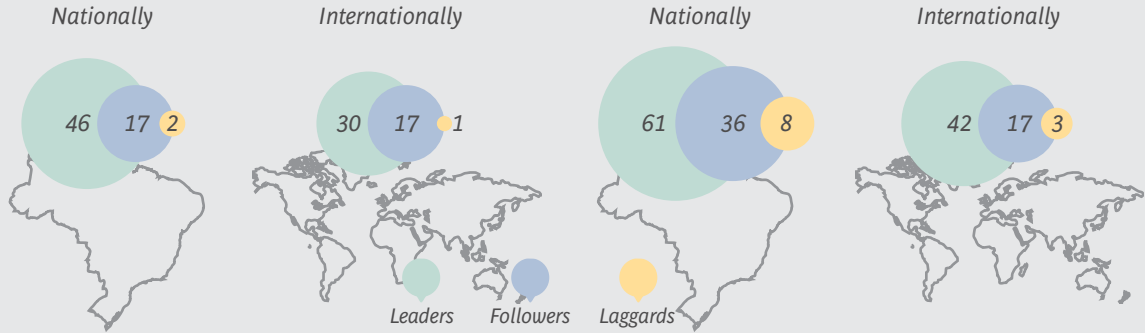 Nationally Internationally Nationally Internationally
46 17 2 30 17 1 61 36 8 42 17 3
Leaders Followers Laggards